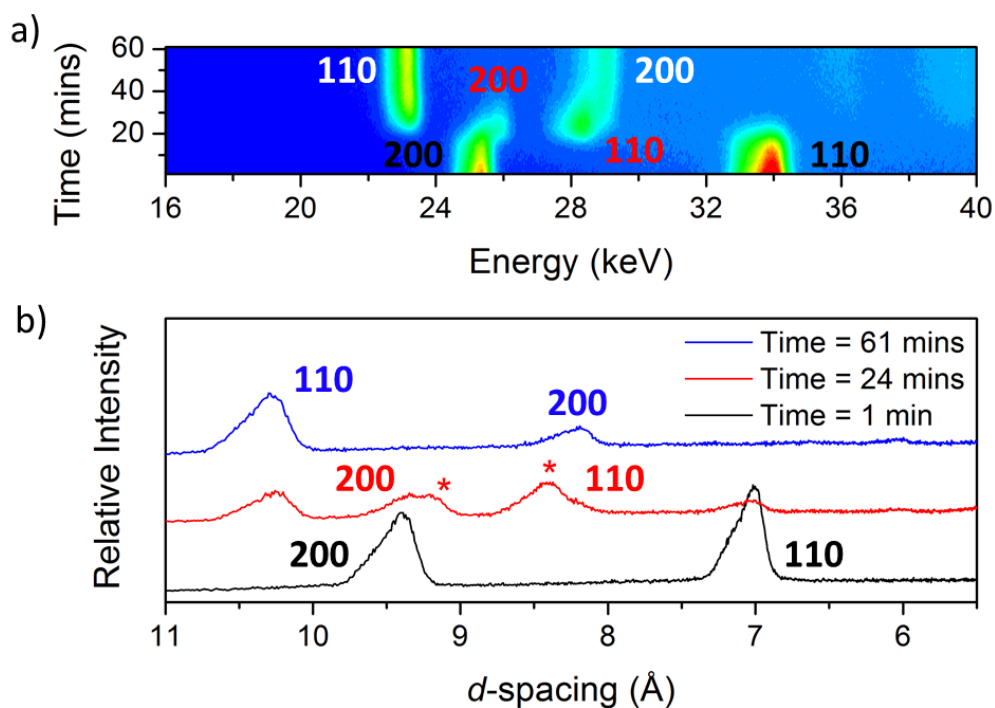 a)
Time (mins)
60
40
20
110 200 200
200 110 110
16 20 24 28 32 36 40
Energy (keV)
b)
Relative Intensity
Time = 61 mins
Time = 24 mins
Time = 1 min
110 200
200 * * 110
200 110
11 10 9 8 7 6
d-spacing (Å)